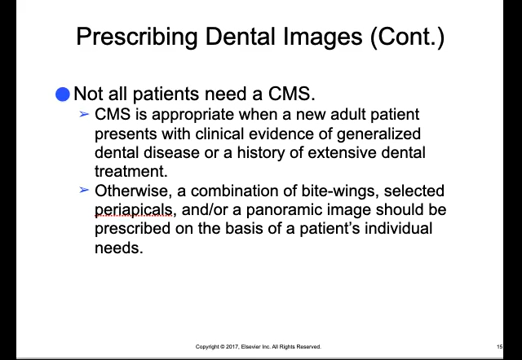 Prescribing Dental Images (Cont.)
Not all patients need a CMS.
CMS is appropriate when a new adult patient
presents with clinical evidence of generalized
dental disease or a history of extensive dental
treatment.
Otherwise, a combination of bite-wings, selected
periapicals, and/or a panoramic image should be
prescribed on the basis of a patient's individual
needs.
Copyright © 2017, Elsevier Inc. All Rights Reserved.
15